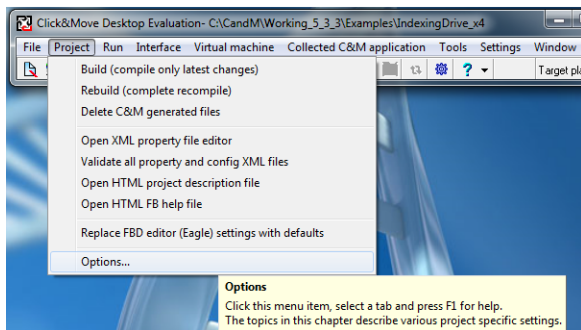 Click&Move Desktop Evaluation- C:\CandM\Working_5_3_3\Examples\IndexingDrive_x4
File Project Run Interface Virtual machine Collected C&M application Tools Settings Window
? Target pl
Build (compile only latest changes)
Rebuild (complete recompile)
Delete C&M generated files
Open XML property file editor
Validate all property and config XML files
Open HTML project description file
Open HTML FB help file
Replace FBD editor (Eagle) settings with defaults
Options...
Options
Click this menu item, select a tab and press F1 for help.
The topics in this chapter describe various project specific settings.